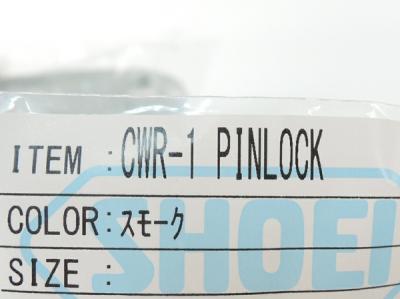 ITEM :CWR-1 PINLOCK
COLOR:スモーク
SIZE :
SHOEI